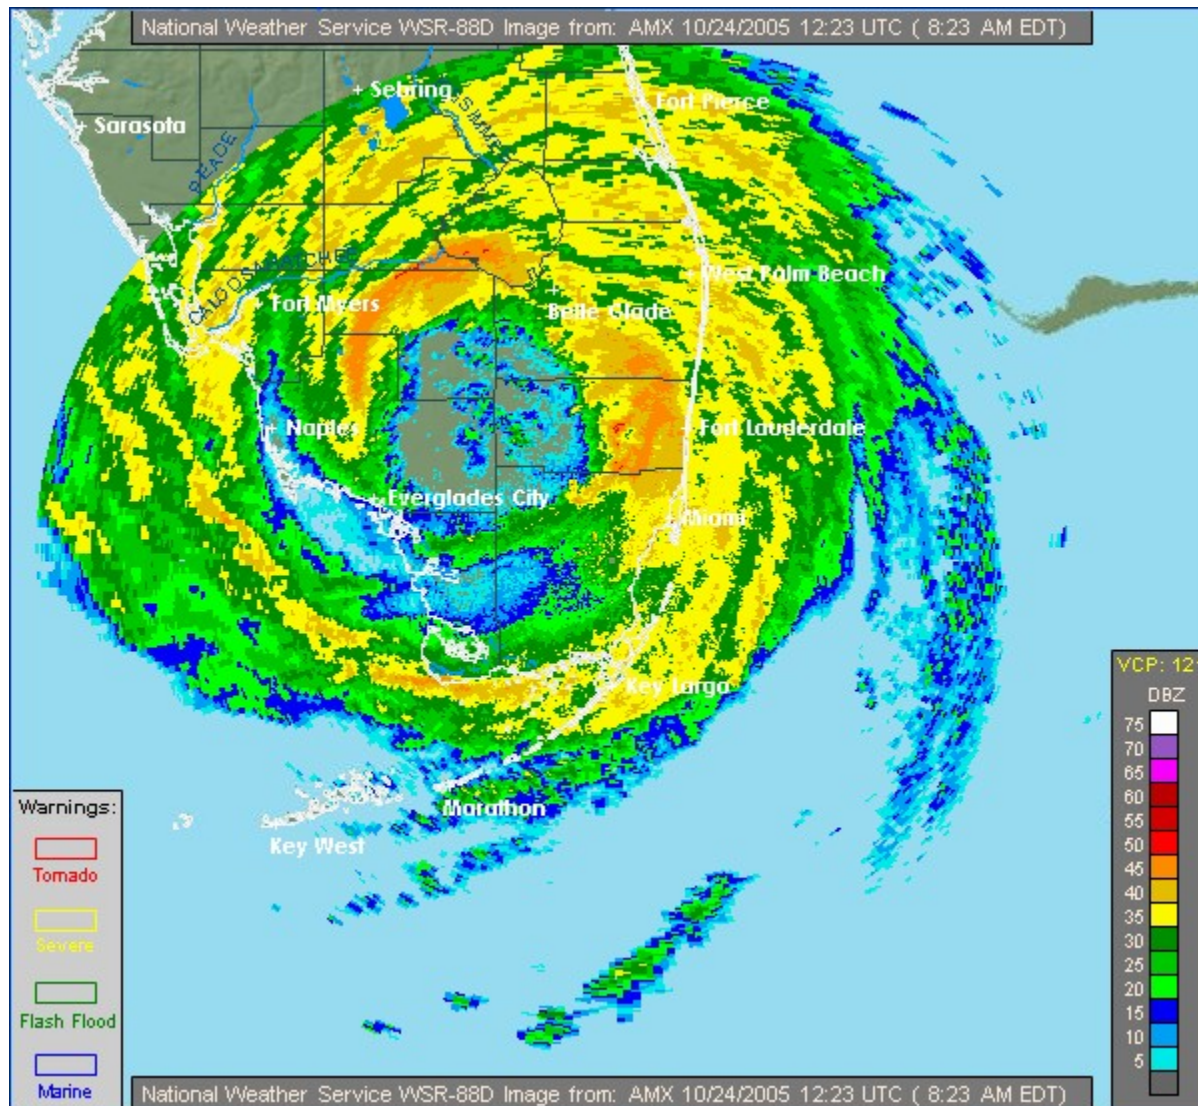 National Weather Service WSR-88D Image from: AMX 10/24/2005 12:23 UTC ( 8:23 AM EDT)
Sebring
Fort Pierce
Sarasota
PEADE
West Palm Beach
Fort Myers
Belle Glade
Naples
Fort Lauderdale
Everglades City
Miami
Key Largo
Marathon
Key West
VCP: 12
DBZ
75
70
65
60
55
50
45
40
35
30
25
20
15
10
5
Warnings:
Tornado
Severe
Flash Flood
Marine
National Weather Service WSR-88D Image from: AMX 10/24/2005 12:23 UTC ( 8:23 AM EDT)